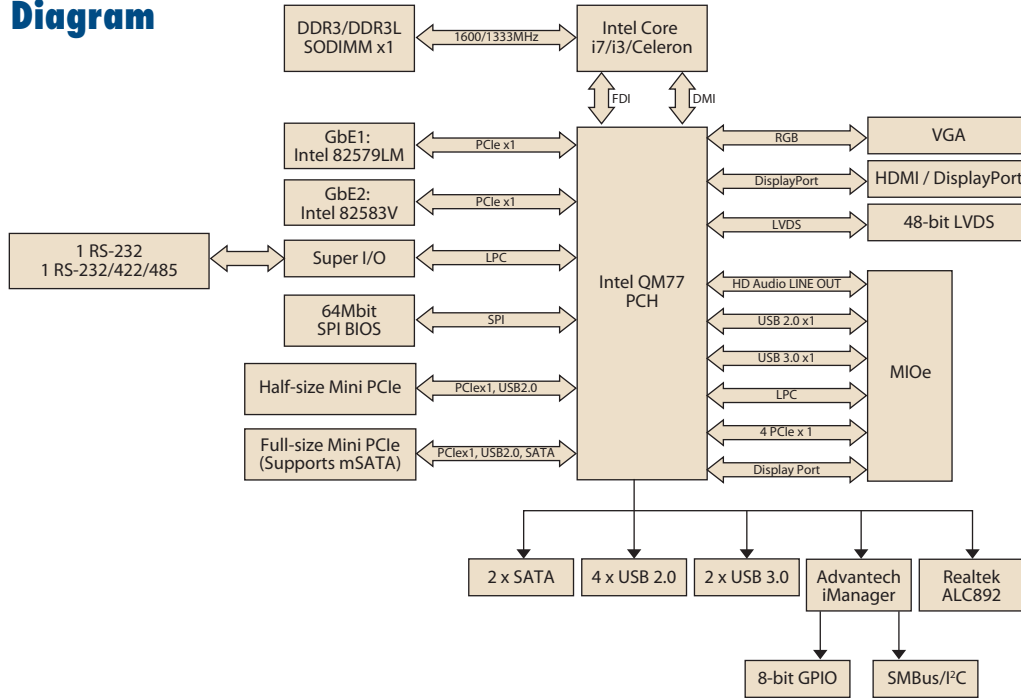 Diagram
DDR3/DDR3L
SODIMM x1
1600/1333MHz
Intel Core
i7/i3/Celeron
FDI
DMI
GbE1:
Intel 82579LM
PCIe x1
RGB
VGA
DisplayPort
HDMI / DisplayPort
GbE2:
Intel 82583V
PCIe x1
LVDS
48-bit LVDS
1 RS-232
1 RS-232/422/485
Super I/O
LPC
Intel QM77
PCH
64Mbit
SPI BIOS
SPI
Half-size Mini PCIe
PCIex1, USB2.0
Full-size Mini PCIe
(Supports mSATA)
PCIex1, USB2.0, SATA
HD Audio LINE OUT
USB 2.0 x1
USB 3.0 x1
LPC
4 PCIe x 1
Display Port
MIOe
2 x SATA
4 x USB 2.0
2 x USB 3.0
Advantech
iManager
Realtek
ALC892
8-bit GPIO
SMBus/I²C